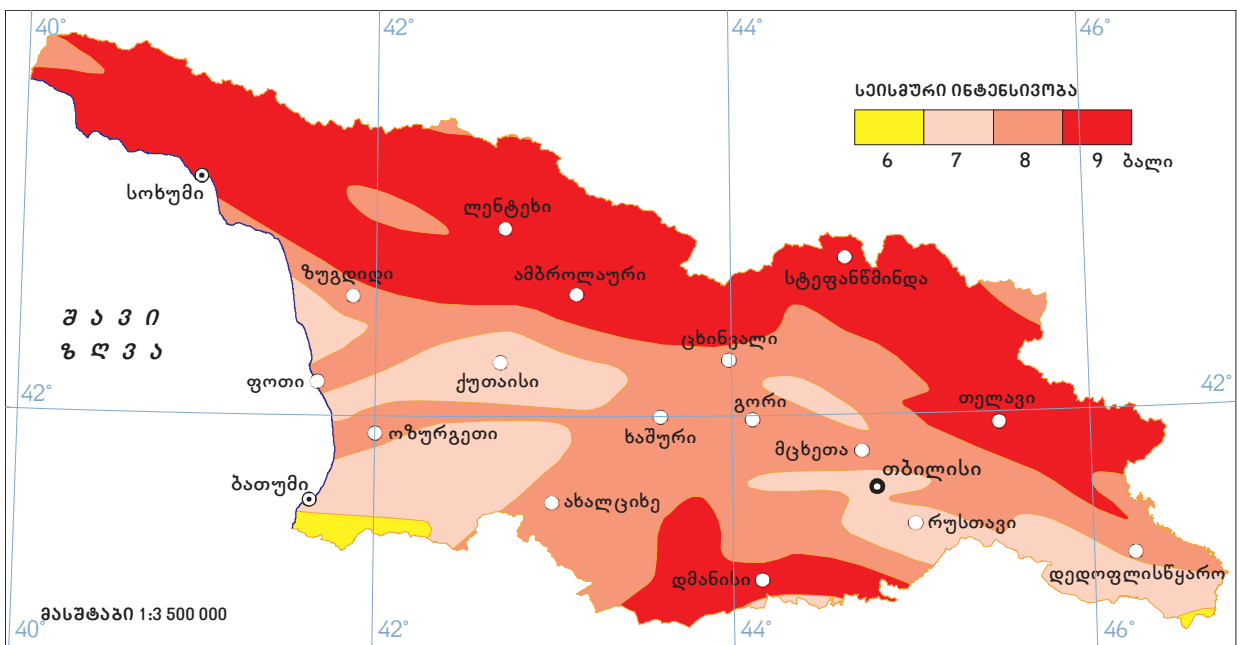 40°
42°
44°
46°
სეისმური ინტენსივობა
6 7 8 9 ბალი
სოხუმი
ლენტეხი
ზუგდიდი
ამბროლაური
სტეფანწმინდა
შავი
ზღვა
ცხინვალი
ფოთი
ქუთაისი
42°
42°
გორი
თელავი
ოზურგეთი
ხაშური
მცხეთა
თბილისი
ბათუმი
ახალციხე
რუსთავი
დმანისი
დედოფლისწყარო
მასშტაბი 1:3 500 000
40°
42°
44°
46°